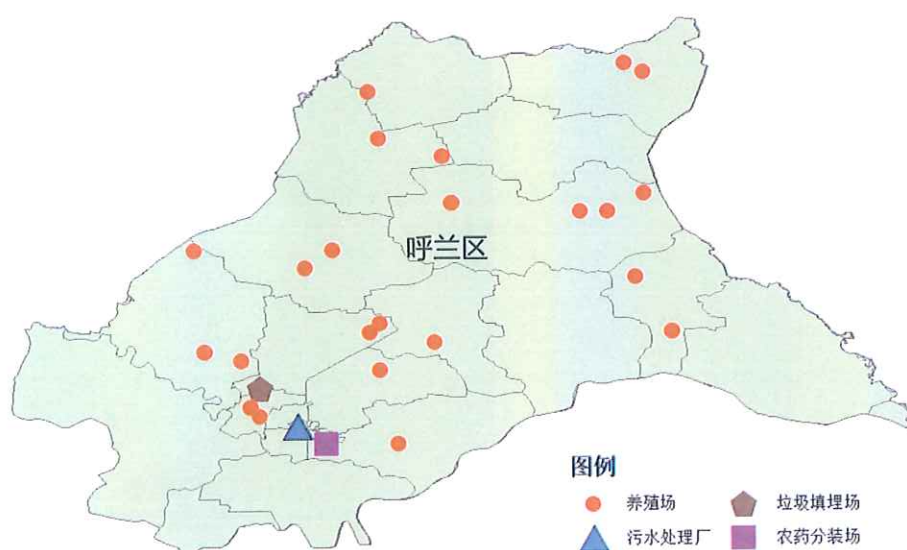 呼兰区
图例
养殖场
垃圾填埋场
污水处理厂
农药分装场